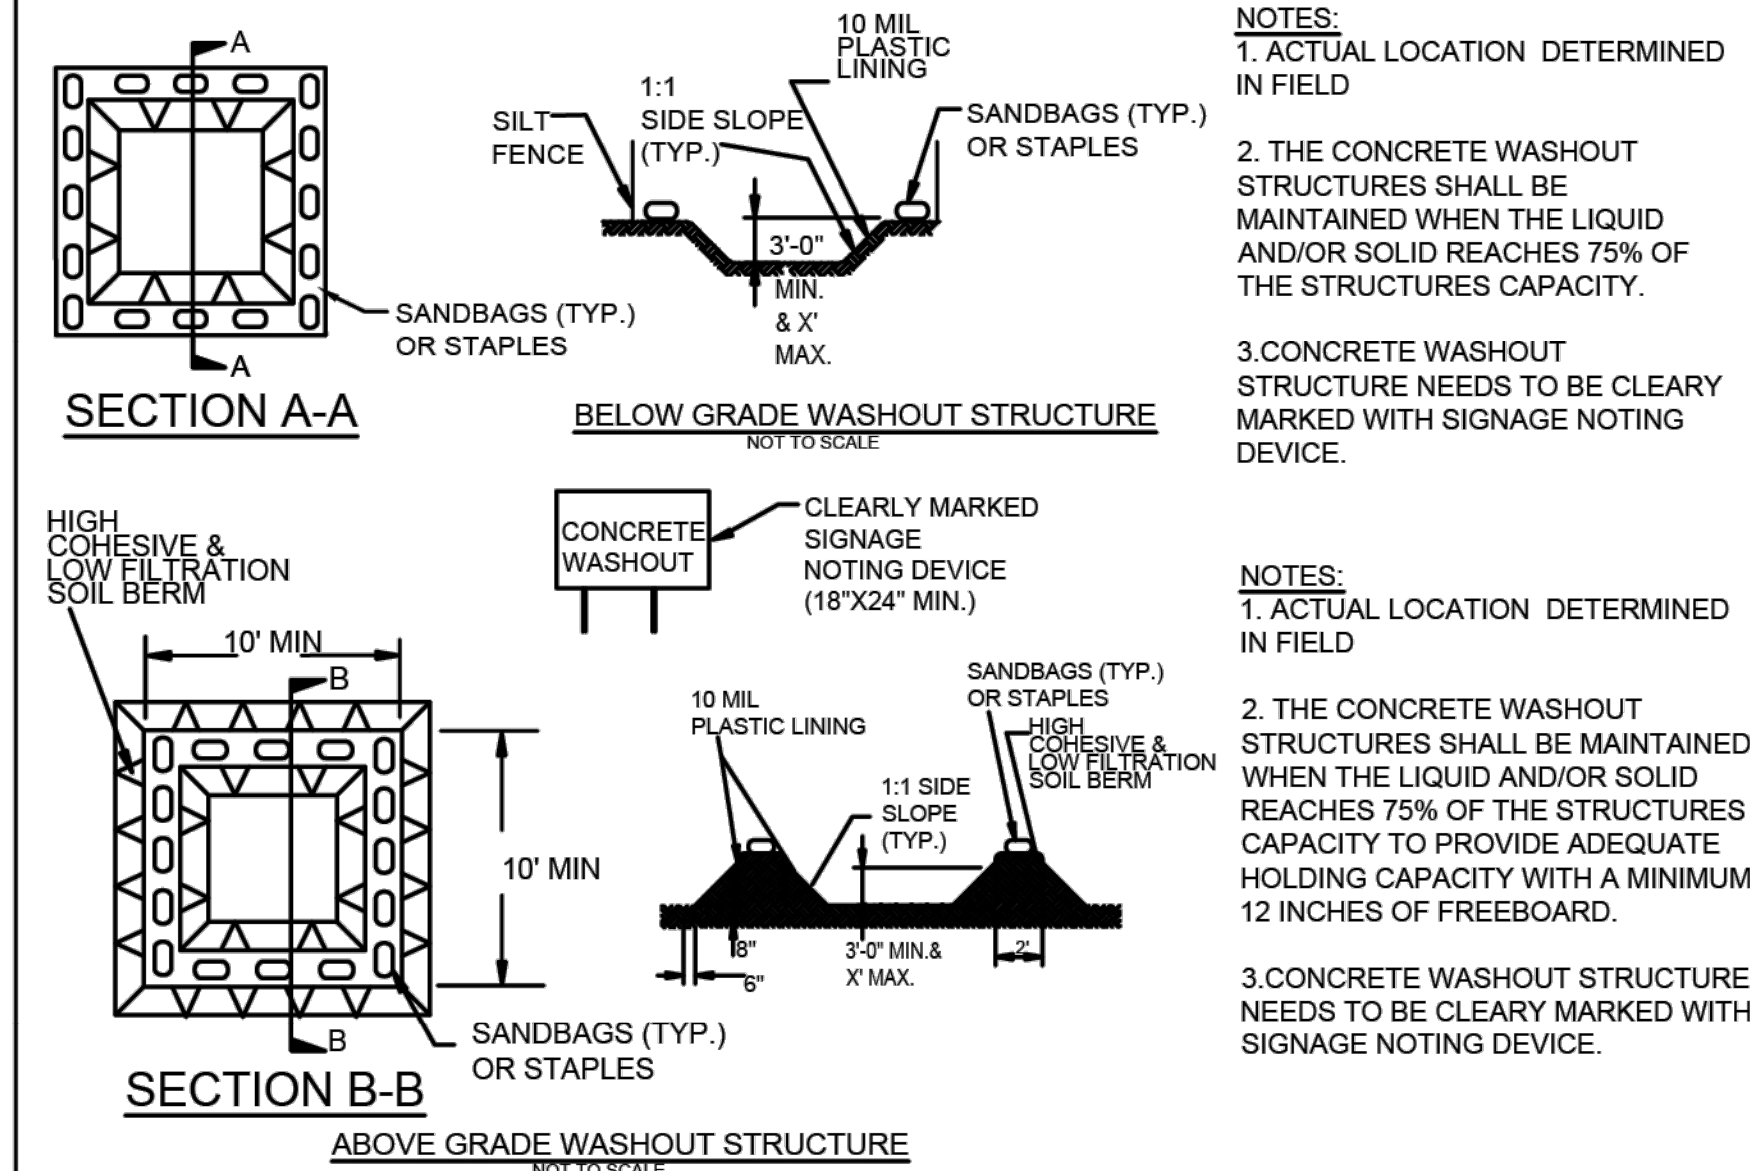 A
A
SANDBAGS (TYP.)
OR STAPLES
SECTION A-A
SILT
FENCE
1:1
SIDE SLOPE
(TYP.)
10 MIL
PLASTIC
LINING
SANDBAGS (TYP.)
OR STAPLES
3'-0"
MIN.
& X'
MAX.
BELOW GRADE WASHOUT STRUCTURE
NOT TO SCALE
NOTES:
1. ACTUAL LOCATION DETERMINED
IN FIELD
2. THE CONCRETE WASHOUT
STRUCTURES SHALL BE
MAINTAINED WHEN THE LIQUID
AND/OR SOLID REACHES 75% OF
THE STRUCTURES CAPACITY.
3.CONCRETE WASHOUT
STRUCTURE NEEDS TO BE CLEARY
MARKED WITH SIGNAGE NOTING
DEVICE.
CONCRETE
WASHOUT
CLEARLY MARKED
SIGNAGE
NOTING DEVICE
(18"X24" MIN.)
HIGH
COHESIVE &
LOW FILTRATION
SOIL BERM
10' MIN
B
10' MIN
B
SANDBAGS (TYP.)
OR STAPLES
SECTION B-B
10 MIL
PLASTIC LINING
1:1 SIDE
SLOPE
(TYP.)
SANDBAGS (TYP.)
OR STAPLES
HIGH
COHESIVE &
LOW FILTRATION
SOIL BERM
8"
6"
3'-0" MIN.&
X' MAX.
2'
ABOVE GRADE WASHOUT STRUCTURE
NOT TO SCALE
NOTES:
1. ACTUAL LOCATION DETERMINED
IN FIELD
2. THE CONCRETE WASHOUT
STRUCTURES SHALL BE MAINTAINED
WHEN THE LIQUID AND/OR SOLID
REACHES 75% OF THE STRUCTURES
CAPACITY TO PROVIDE ADEQUATE
HOLDING CAPACITY WITH A MINIMUM
12 INCHES OF FREEBOARD.
3.CONCRETE WASHOUT STRUCTURE
NEEDS TO BE CLEARY MARKED WITH
SIGNAGE NOTING DEVICE.